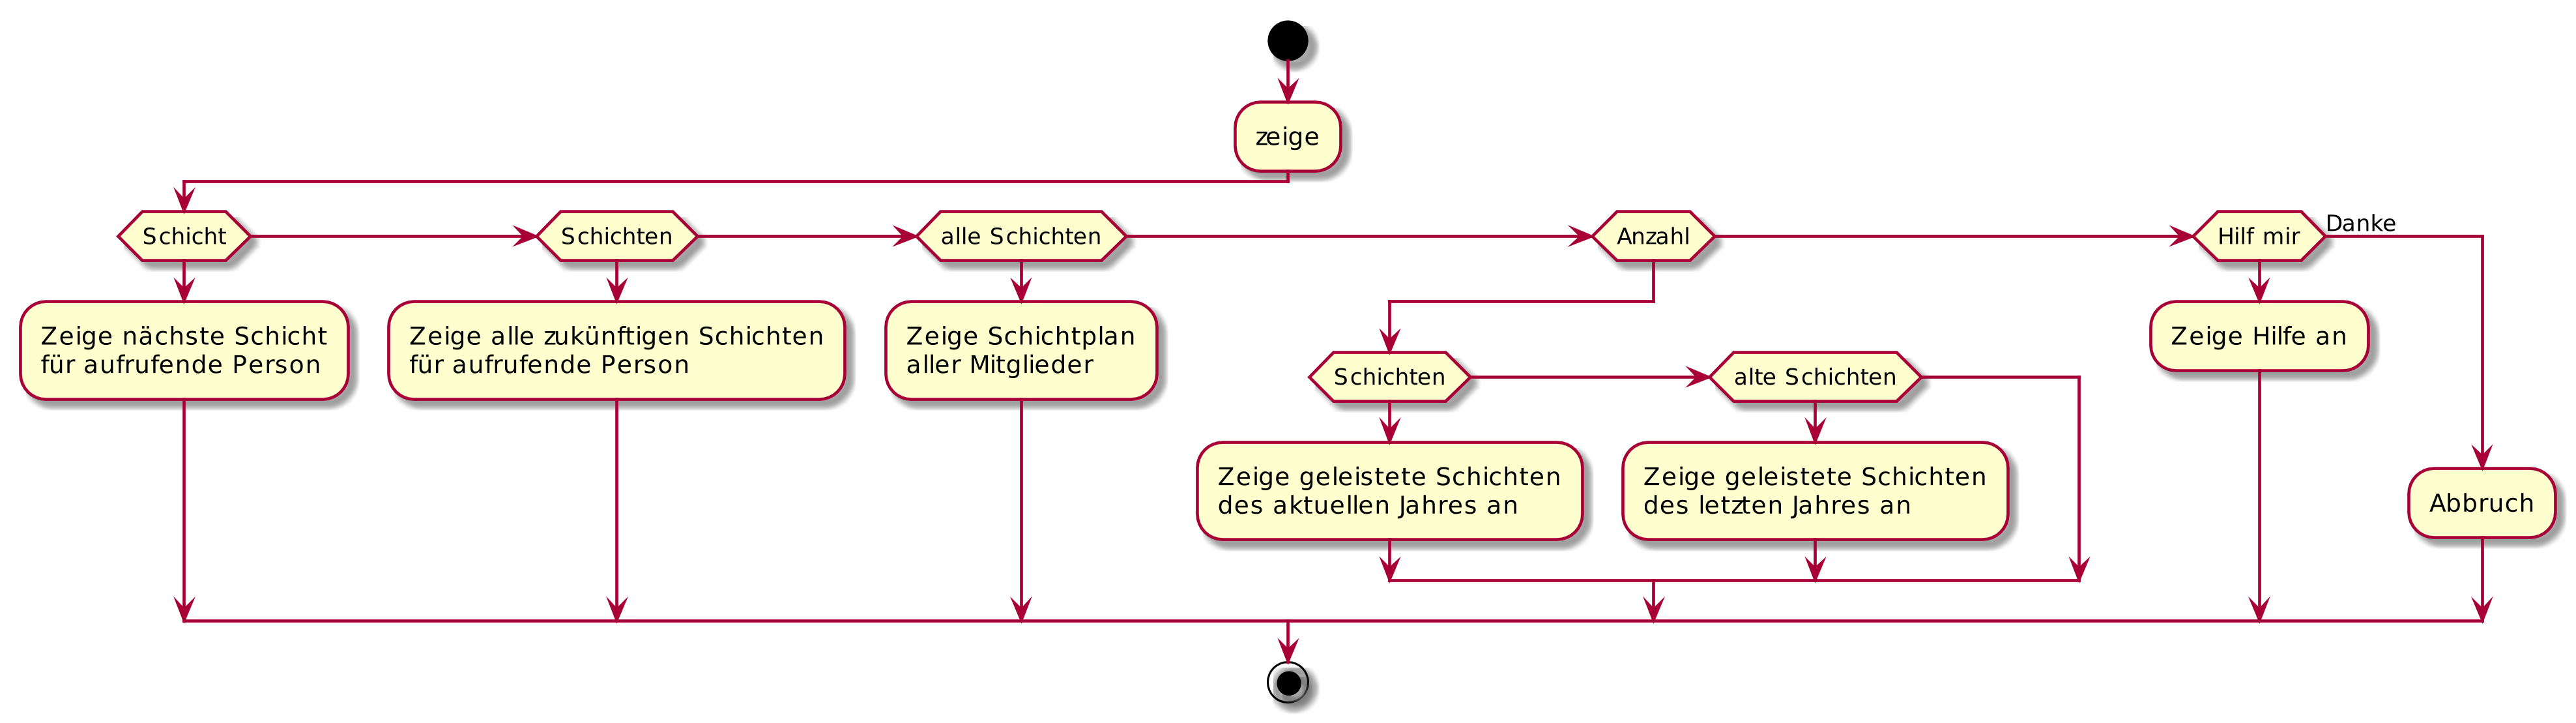 zeige
Schicht
Schichten
alle Schichten
Anzahl
Hilf mir
Danke
Zeige nächste Schicht
für aufrufende Person
Zeige alle zukünftigen Schichten
für aufrufende Person
Zeige Schichtplan
aller Mitglieder
Zeige Hilfe an
Schichten
alte Schichten
Zeige geleistete Schichten
des aktuellen Jahres an
Zeige geleistete Schichten
des letzten Jahres an
Abbruch